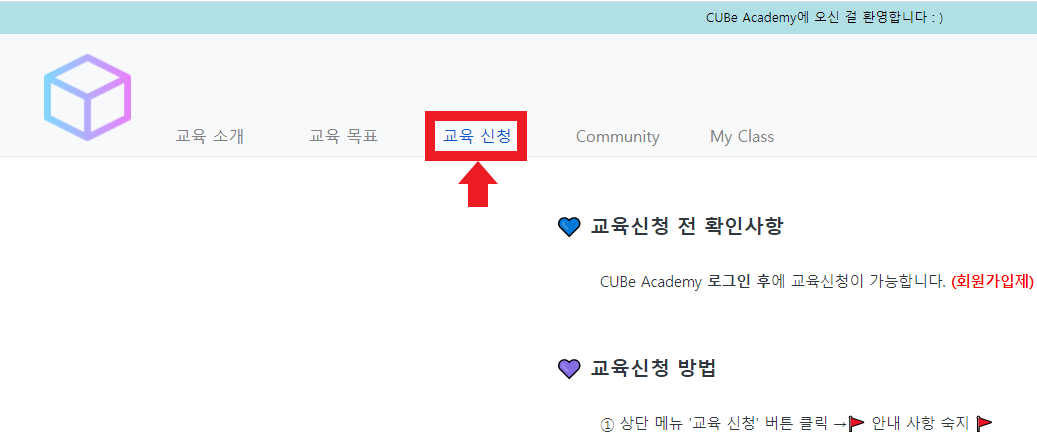 CUBe Academy에 오신 걸 환영합니다 : )
교육 소개 교육 목표 교육 신청 Community My Class
교육신청 전 확인사항
CUBe Academy 로그인 후에 교육신청이 가능합니다. (회원가입제)
교육신청 방법
① 상단 메뉴 '교육 신청' 버튼 클릭 → 안내 사항 숙지